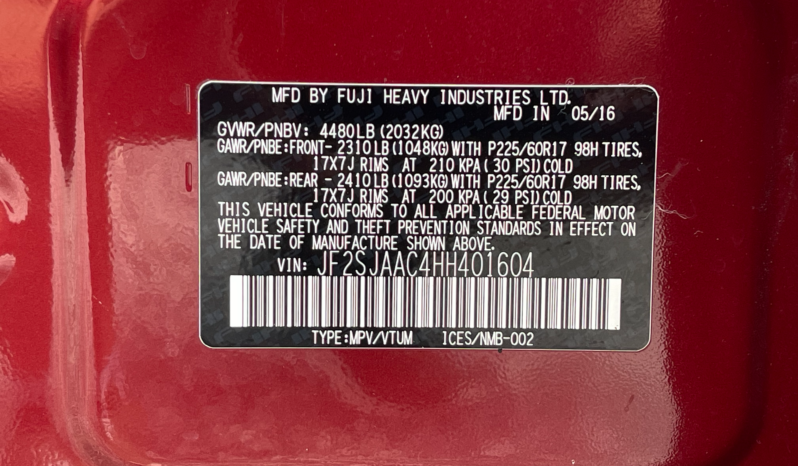 MFD BY FUJI HEAVY INDUSTRIES LTD.
MFD IN 05/16
GVWR/PNBV: 4480LB (2032KG)
GAWR/PNBE:FRONT- 2310LB (1048KG) WITH P225/60R17 98H TIRES,
17X7J RIMS AT 210 KPA ( 30 PSI) COLD
GAWR/PNBE:REAR - 2410LB (1093KG) WITH P225/60R17 98H TIRES,
17X7J RIMS AT 200 KPA ( 29 PSI) COLD
THIS VEHICLE CONFORMS TO ALL APPLICABLE FEDERAL MOTOR
VEHICLE SAFETY AND THEFT PREVENTION STANDARDS IN EFFECT ON
THE DATE OF MANUFACTURE SHOWN ABOVE.
VIN: JF2SJAAC4HH401604
TYPE:MPV/VTUM ICES/NMB-002